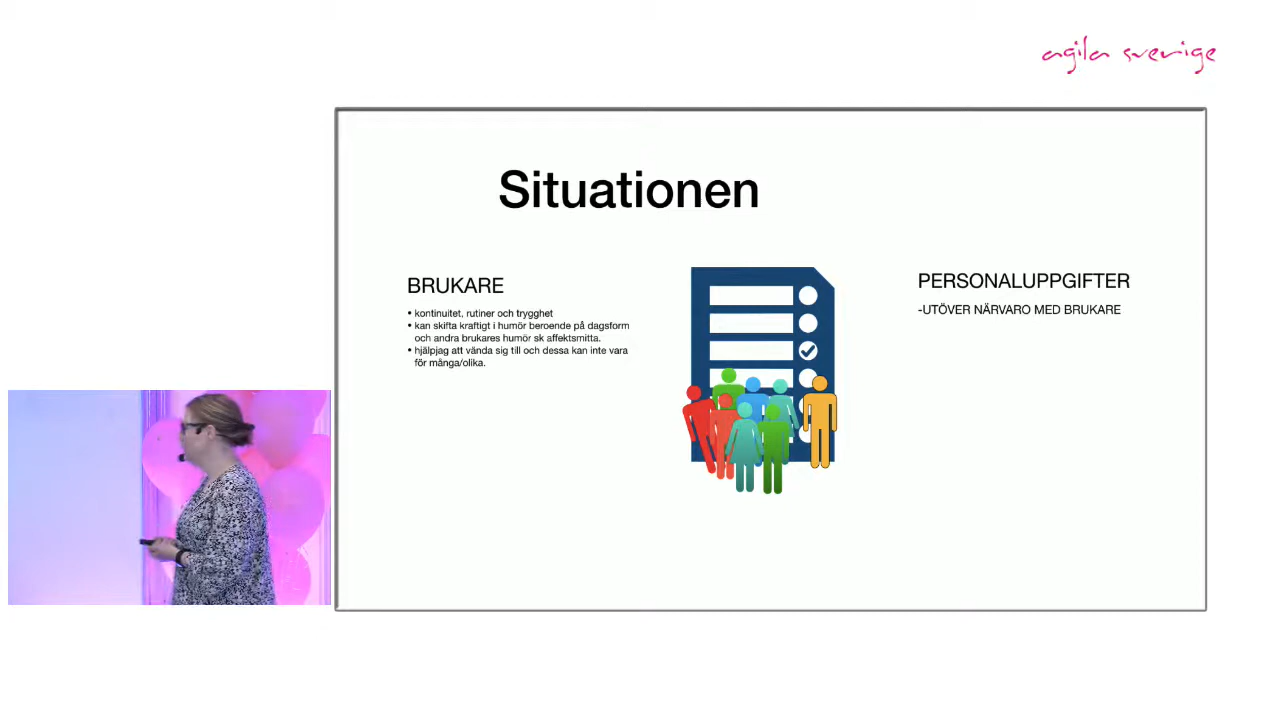 agila sverige
Situationen
BRUKARE
• kontinuitet, rutiner och trygghet
• kan skifta kraftigt i humör beroende på dagsform
och andra brukares humör sk affektsmitta.
• hjälpjag att vända sig till och dessa kan inte vara
för många/olika.
PERSONALUPPGIFTER
-UTÖVER NÄRVARO MED BRUKARE